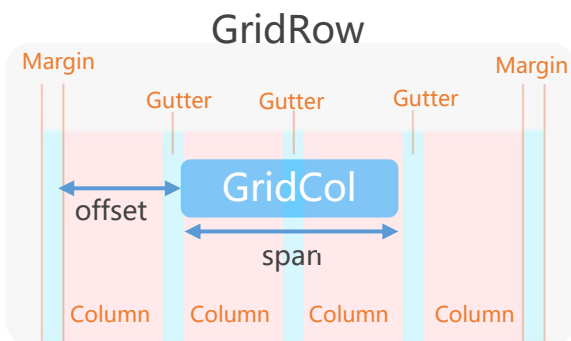 GridRow
Margin
Margin
Gutter
Gutter
Gutter
GridCol
offset
span
Column
Column
Column
Column